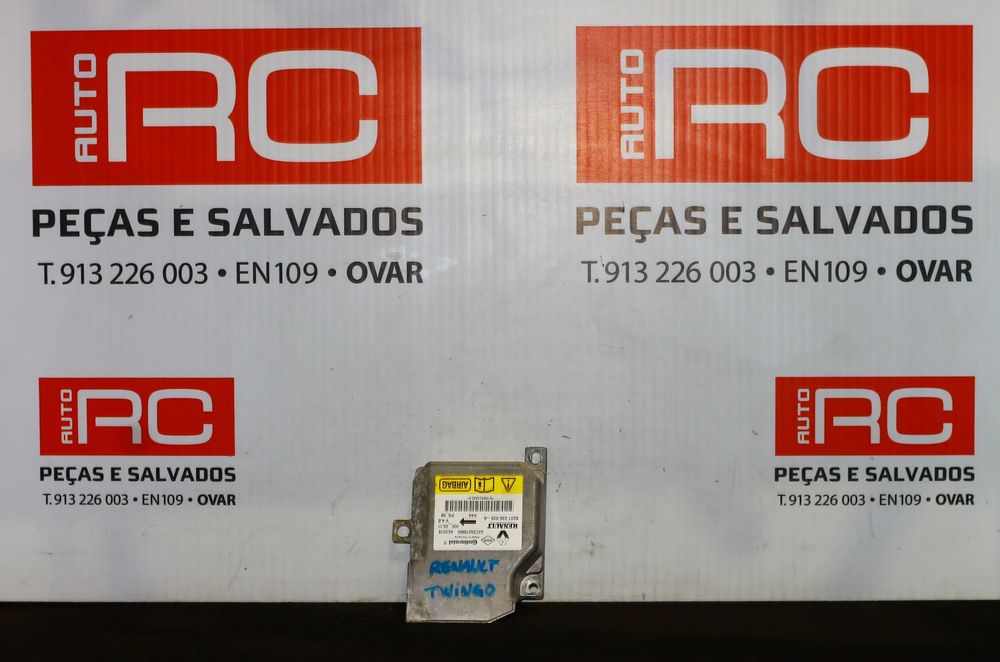 AUTO RC
PEÇAS E SALVADOS
T. 913 226 003 • EN109 • OVAR
AUTO RC
PEÇAS E SALVADOS
T. 913 226 003 • EN109 • OVAR
AUTO RC
PEÇAS E SALVADOS
T. 913 226 003 • EN109 • OVAR
AUTO RC
PEÇAS E SALVADOS
T. 913 226 003 • EN109 • OVAR
AIRBAG
RENAULT
Continental
RENAULT
TWINGO